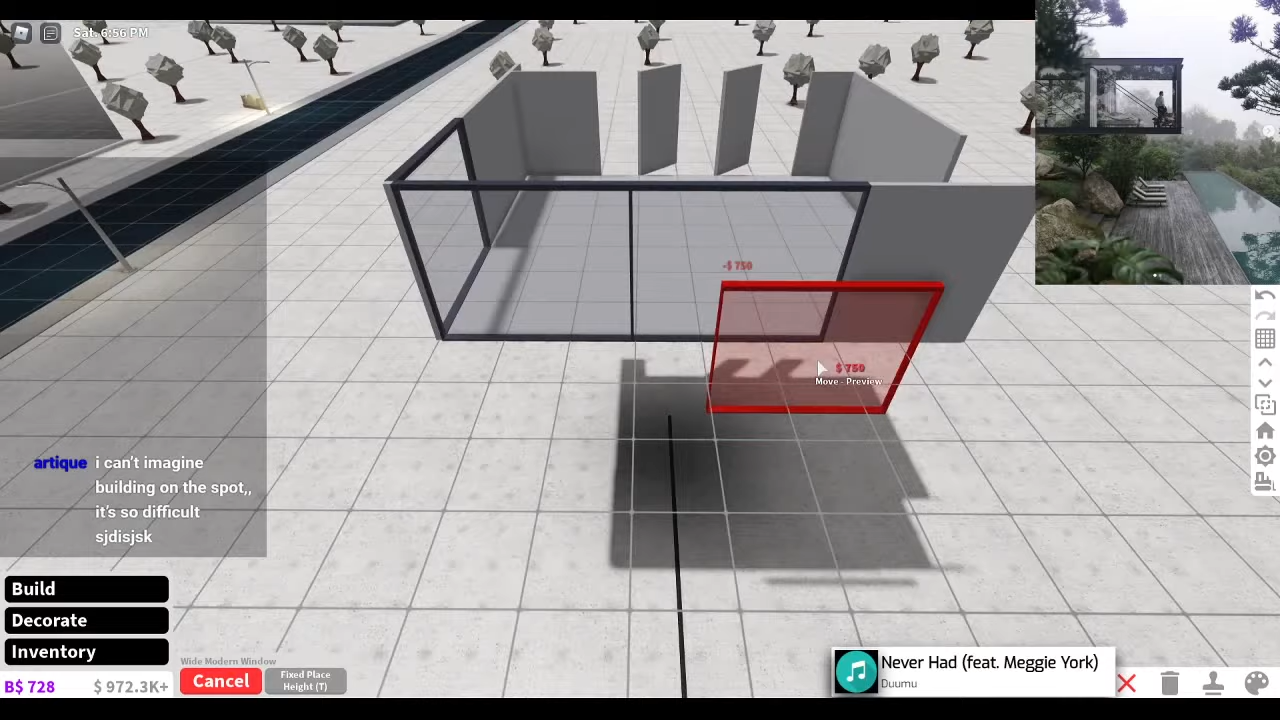 Sat. 6:56 PM
-$ 750
$ 750
Move - Preview
artique i can't imagine
building on the spot,,
it's so difficult
sjdisjsk
Build
Decorate
Inventory
Wide Modern Window
B$ 728
$ 972.3K+
Cancel
Fixed Place
Height (T)
Never Had (feat. Meggie York)
Duumu